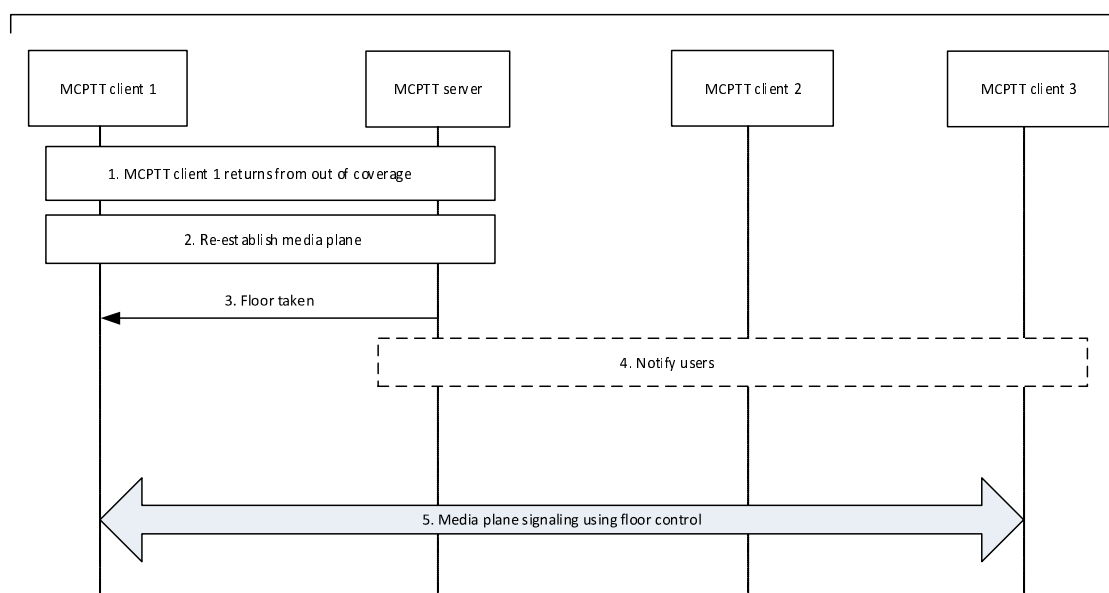 MCPTT client 1
MCPTT server
MCPTT client 2
MCPTT client 3
1. MCPTT client 1 returns from out of coverage
2. Re-establish media plane
3. Floor taken
4. Notify users
5. Media plane signaling using floor control